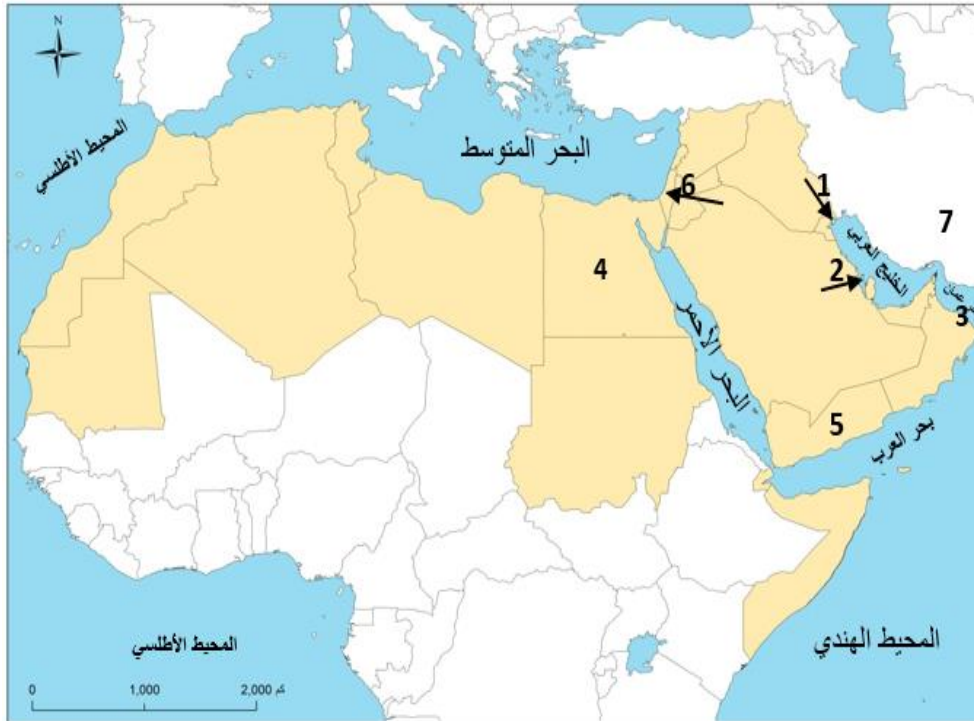 N
المحيط الأطلسي
البحر المتوسط
6
1
7
الخليج العربي
2
4
عمان
3
البحر الأحمر
5
بحر العرب
المحيط الأطلسي
المحيط الهندي
0 1,000 2,000 كم